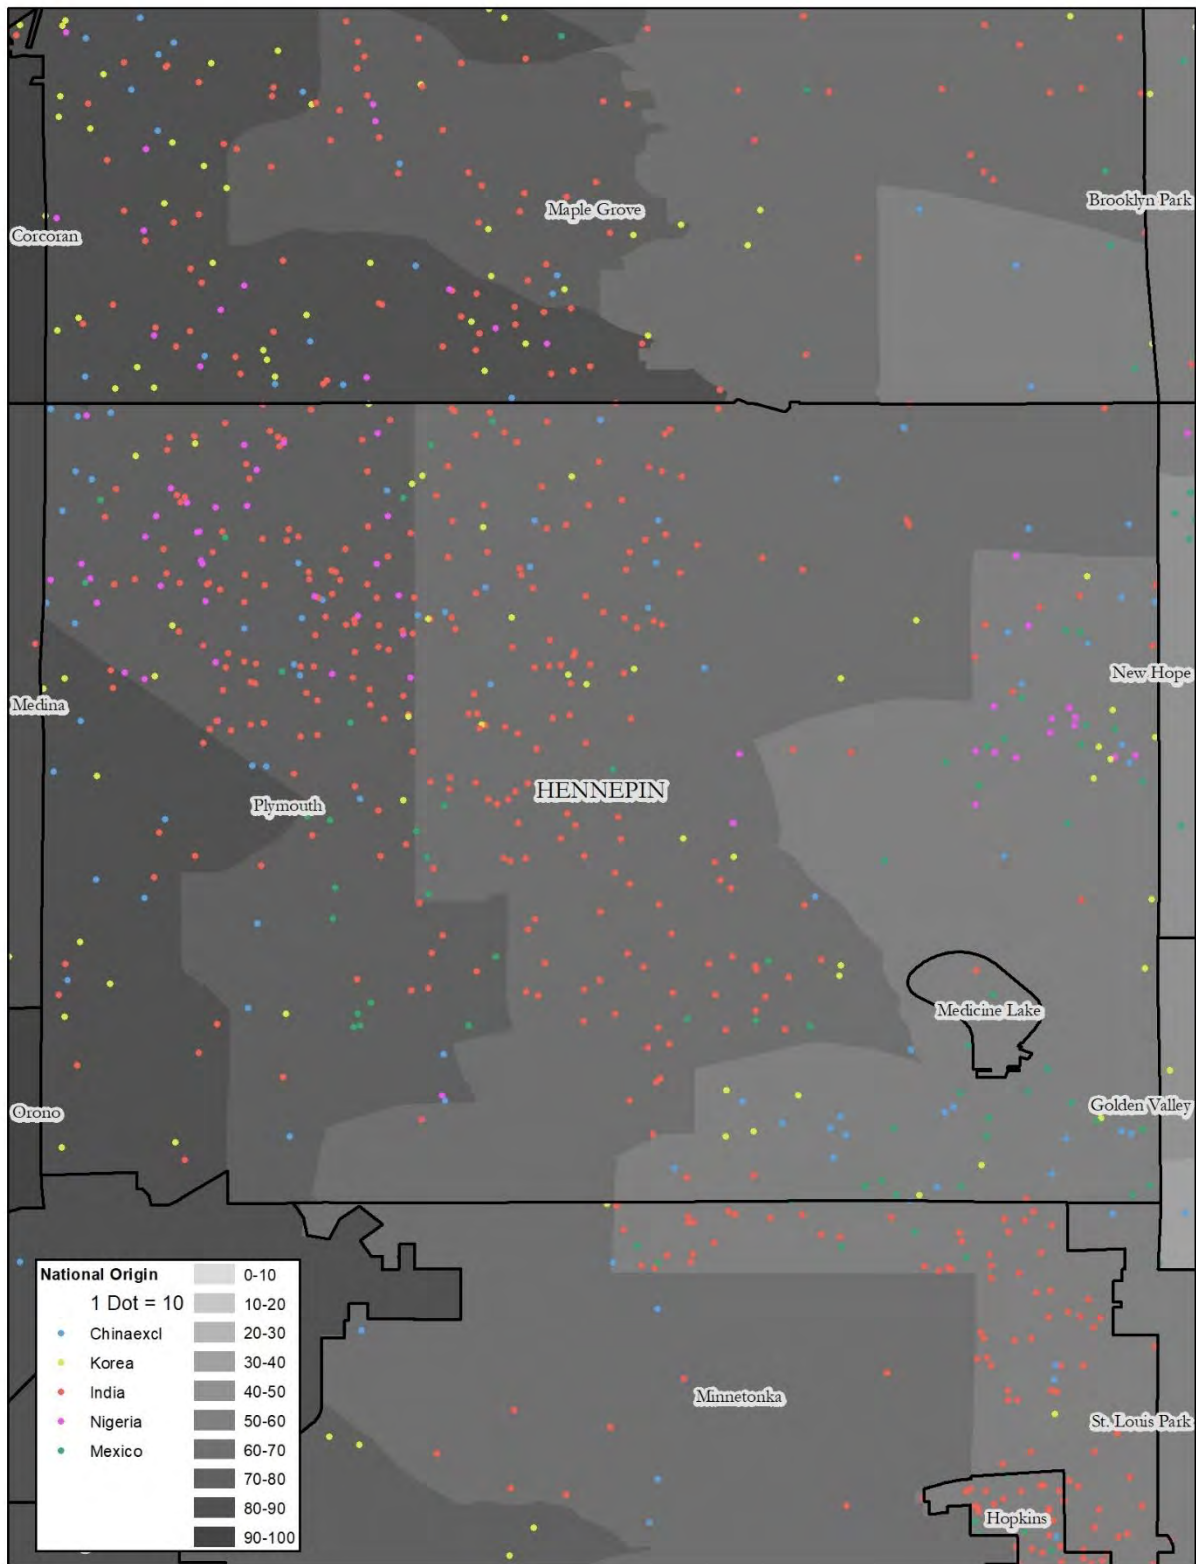 Maple Grove
Brooklyn Park
Corcoran
New Hope
Medina
HENNEPIN
Plymouth
Medicine Lake
Orono
Golden Valley
National Origin
1 Dot = 10
Chinaexcl
Korea
India
Nigeria
Mexico
0-10
10-20
20-30
30-40
40-50
50-60
60-70
70-80
80-90
90-100
Minnetonka
St. Louis Park
Hopkins